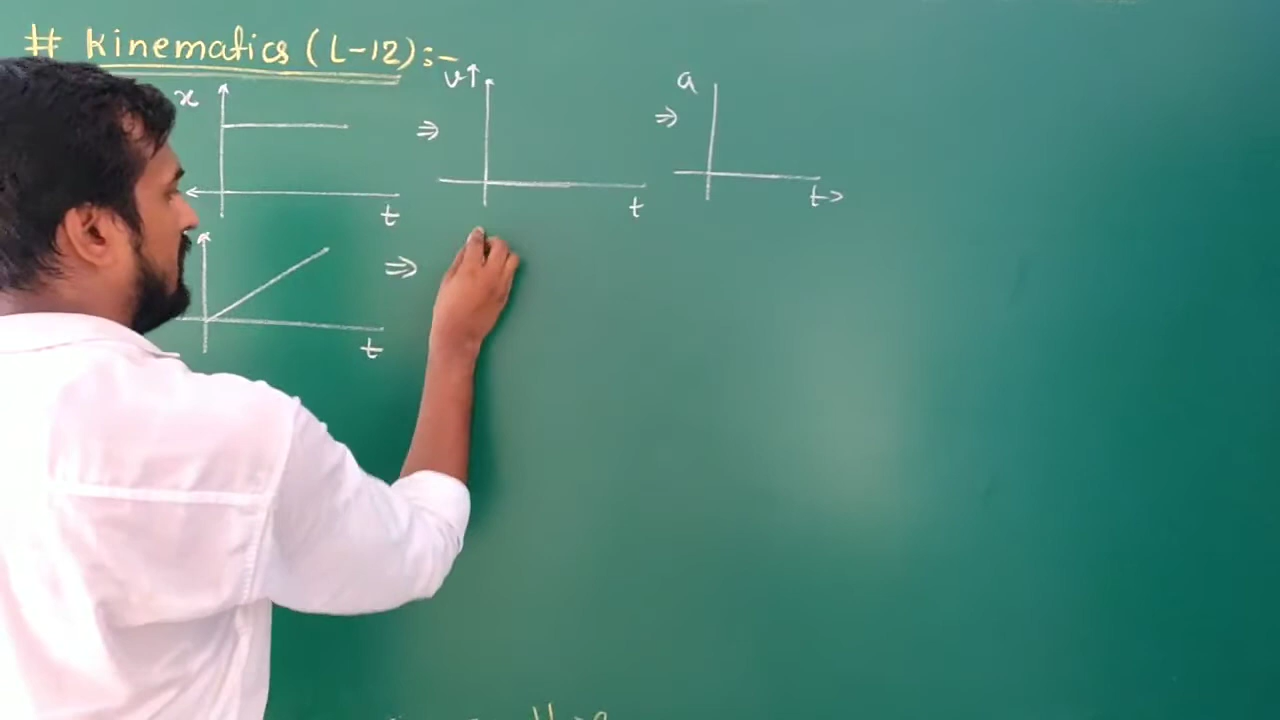 # Kinematics (L-12):-
x t ⇒ v↑ t ⇒ a t→
t ⇒